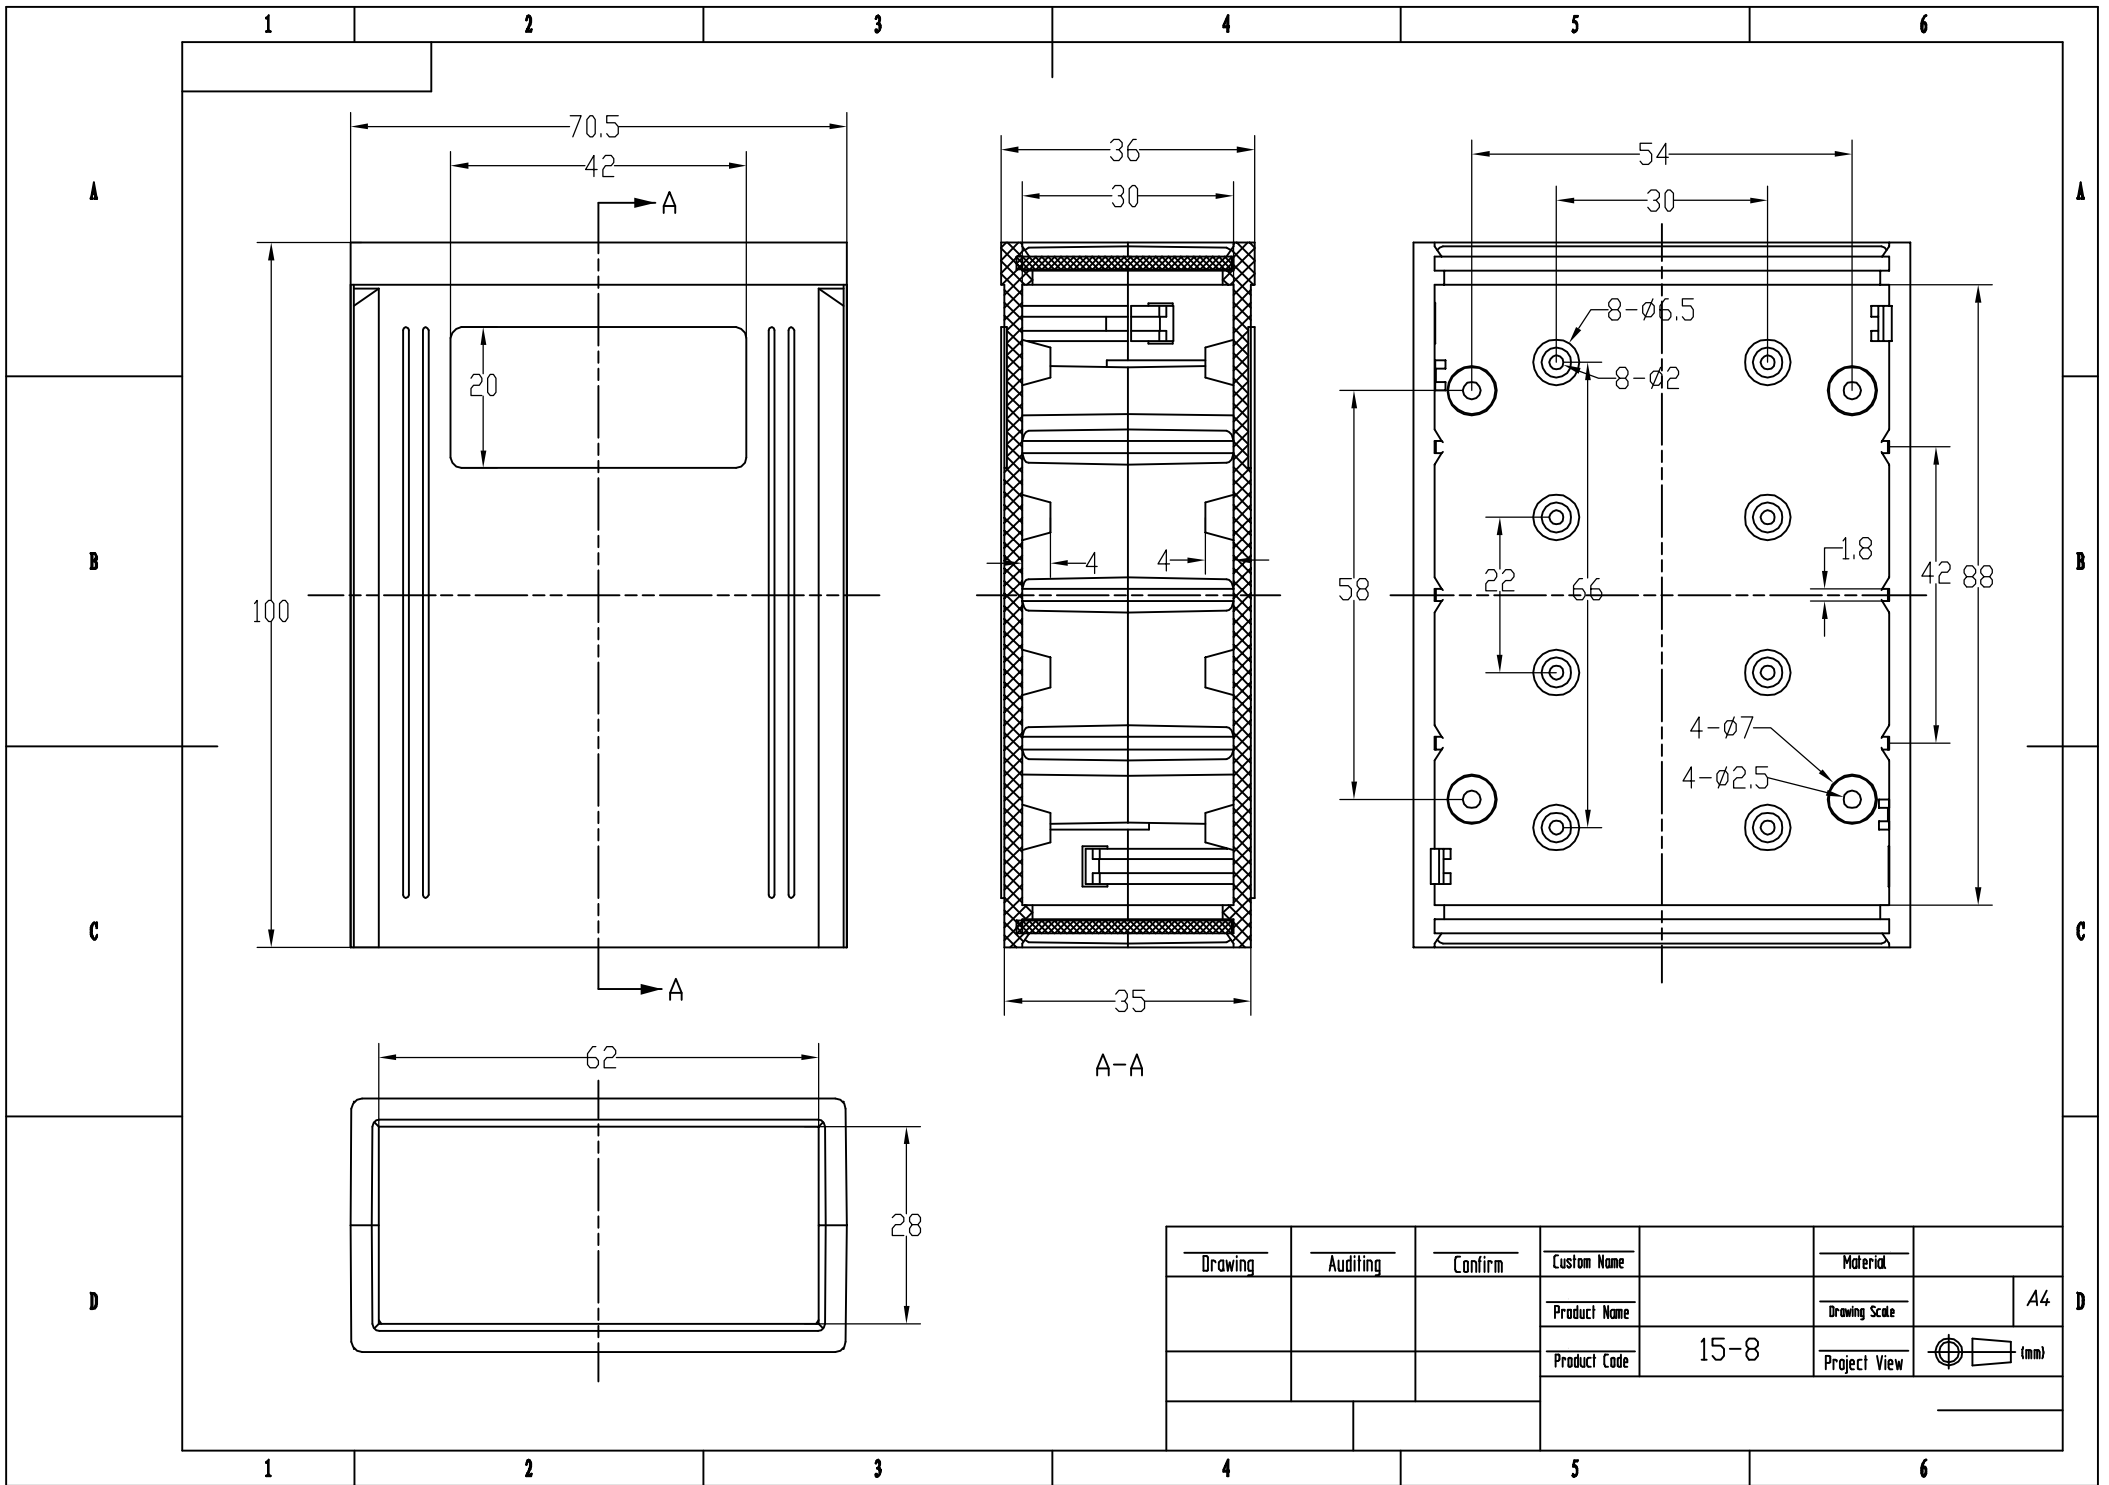 1 2 3 4 5 6
A A
B B
C C
D D
70.5
42
A
20
100
A
36
30
4 4
35
A-A
54
30
8-Ø6.5
8-Ø2
58
22
66
1.8
42
88
4-Ø7
4-Ø2.5
62
28
Drawing Auditing Confirm Custom Name Material
Product Name Drawing Scale A4
Product Code 15-8 Project View (mm)
1 2 3 4 5 6